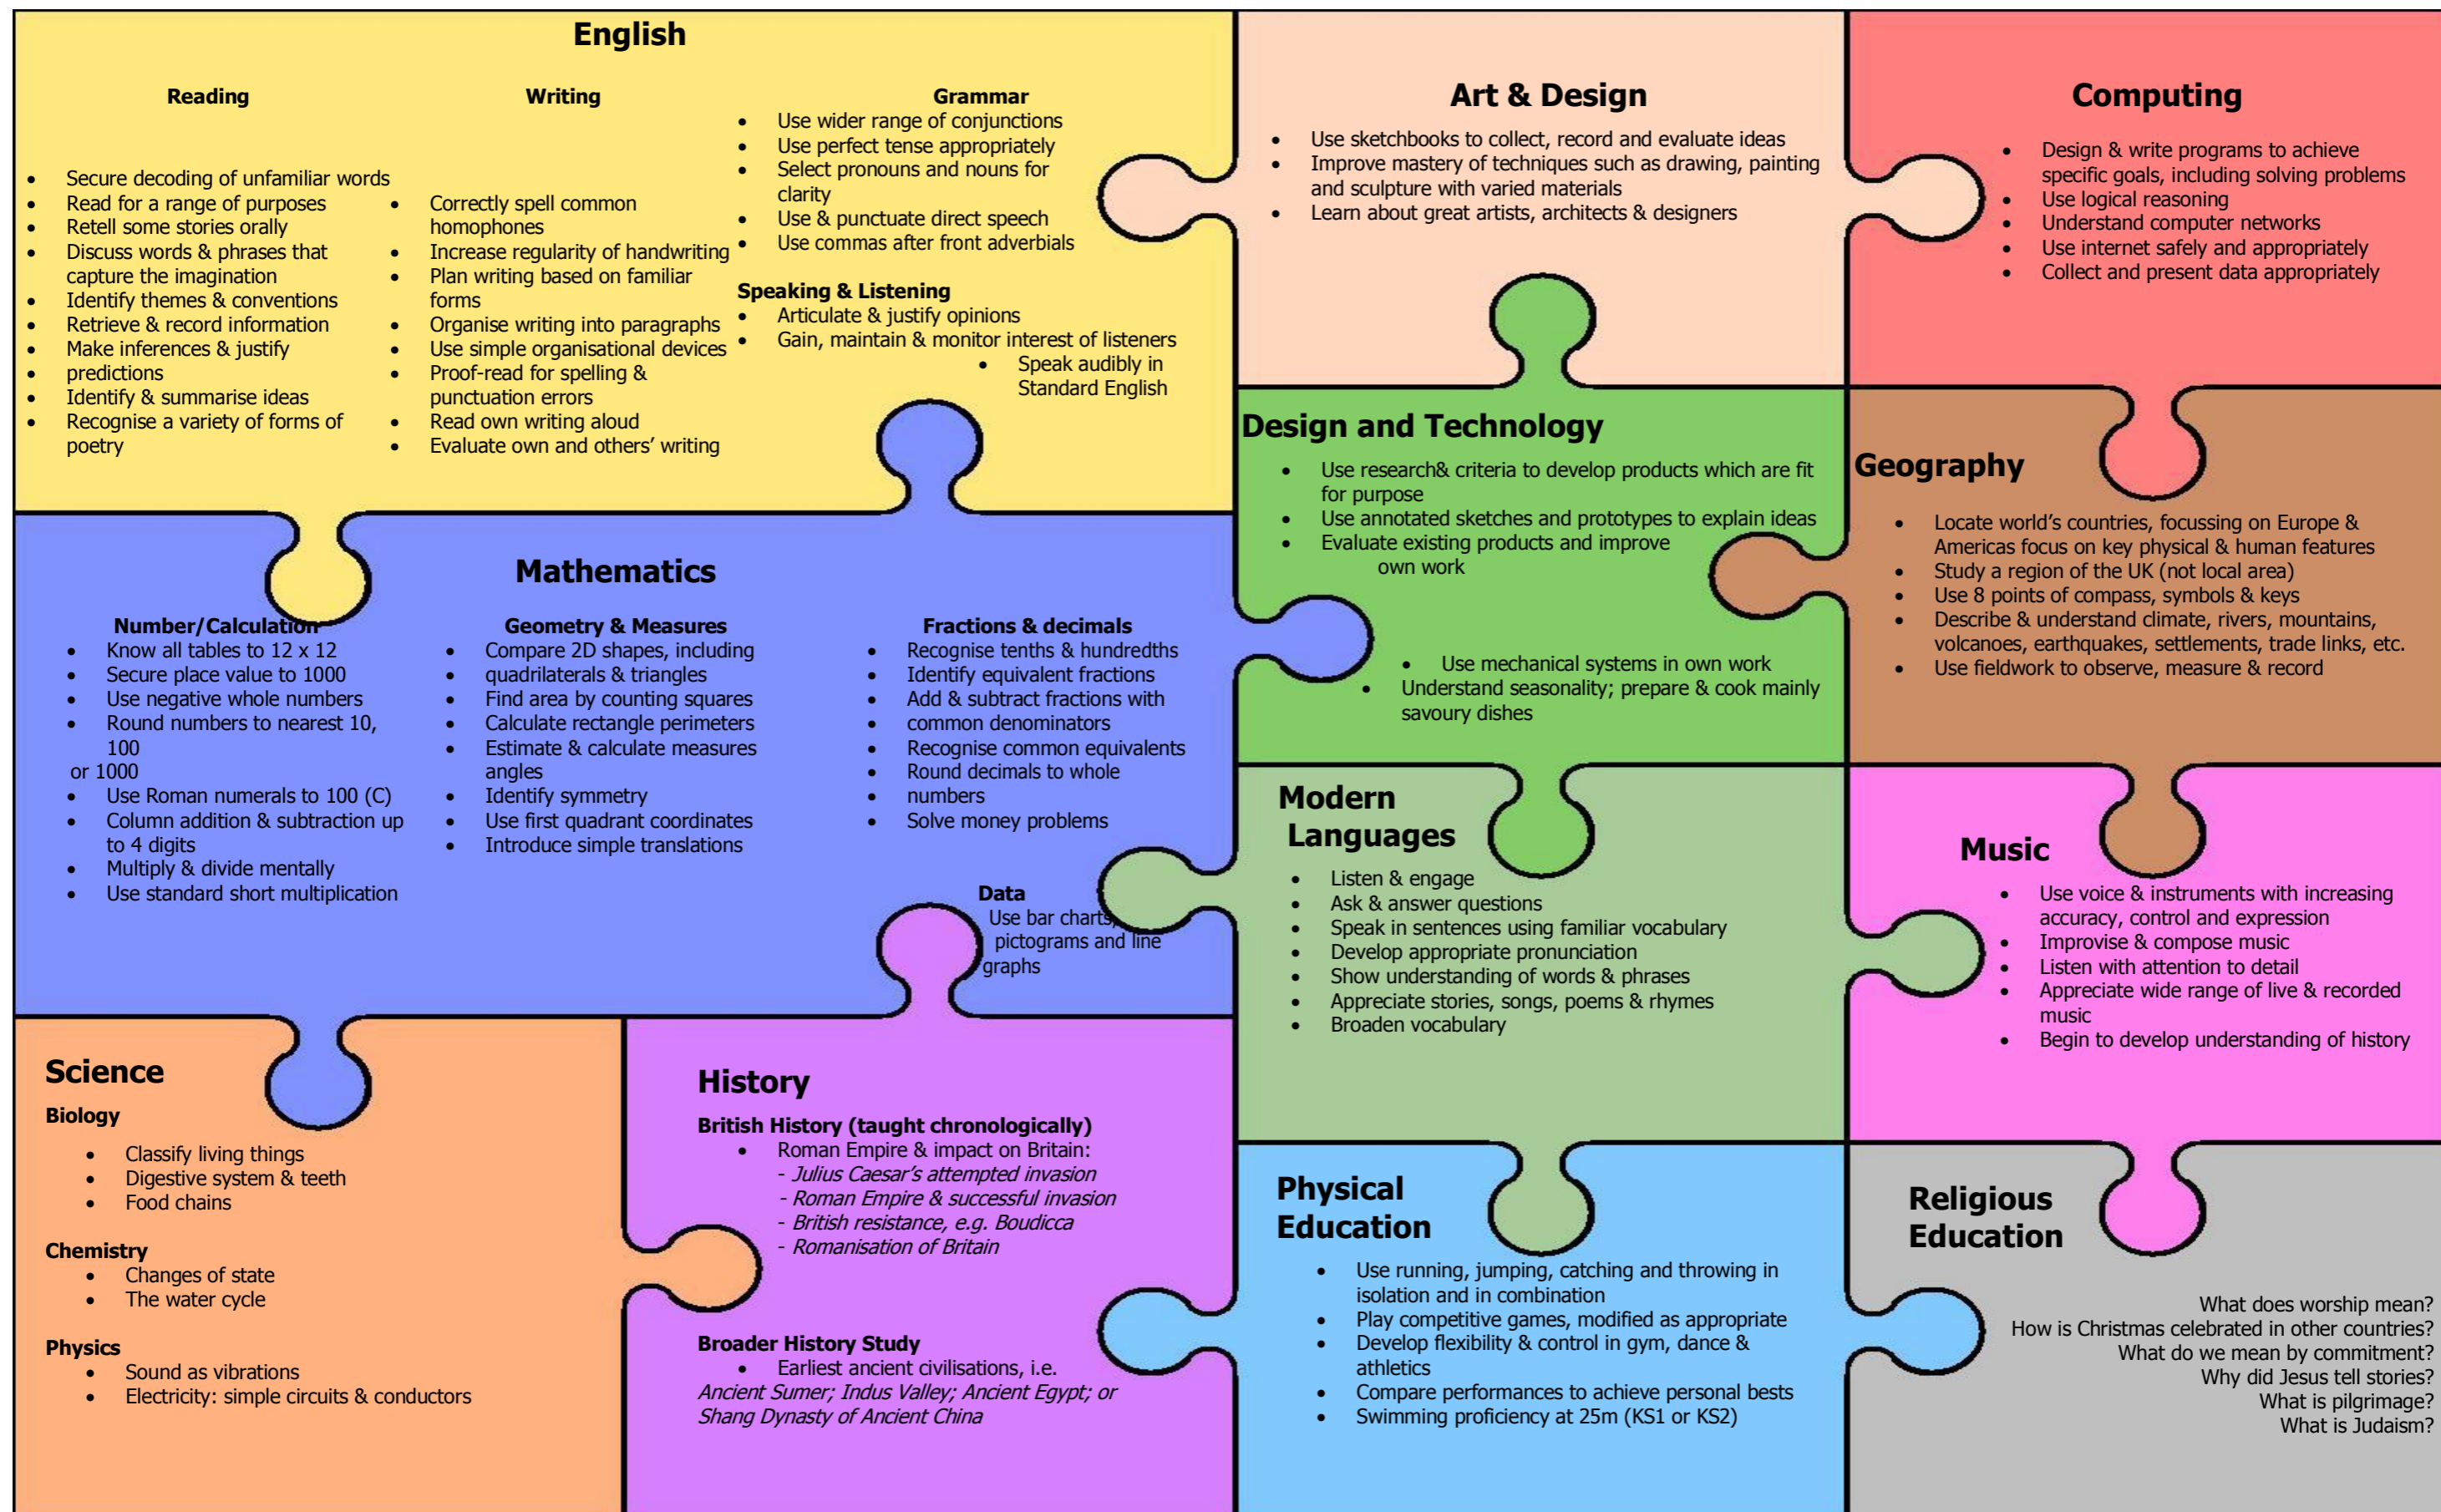 English
Reading
• Secure decoding of unfamiliar words
• Read for a range of purposes
• Retell some stories orally
• Discuss words & phrases that
capture the imagination
• Identify themes & conventions
• Retrieve & record information
• Make inferences & justify
• predictions
• Identify & summarise ideas
• Recognise a variety of forms of
poetry
Writing
• Correctly spell common
homophones
• Increase regularity of handwriting
• Plan writing based on familiar
forms
• Organise writing into paragraphs
• Use simple organisational devices
• Proof-read for spelling &
punctuation errors
• Read own writing aloud
• Evaluate own and others’ writing
Grammar
• Use wider range of conjunctions
• Use perfect tense appropriately
• Select pronouns and nouns for
clarity
• Use & punctuate direct speech
• Use commas after front adverbials
Speaking & Listening
• Articulate & justify opinions
• Gain, maintain & monitor interest of listeners
• Speak audibly in
Standard English
Art & Design
• Use sketchbooks to collect, record and evaluate ideas
• Improve mastery of techniques such as drawing, painting
and sculpture with varied materials
• Learn about great artists, architects & designers
Computing
• Design & write programs to achieve
specific goals, including solving problems
• Use logical reasoning
• Understand computer networks
• Use internet safely and appropriately
• Collect and present data appropriately
Design and Technology
• Use research& criteria to develop products which are fit
for purpose
• Use annotated sketches and prototypes to explain ideas
• Evaluate existing products and improve
own work
• Use mechanical systems in own work
• Understand seasonality; prepare & cook mainly
savoury dishes
Geography
• Locate world’s countries, focussing on Europe &
Americas focus on key physical & human features
• Study a region of the UK (not local area)
• Use 8 points of compass, symbols & keys
• Describe & understand climate, rivers, mountains,
volcanoes, earthquakes, settlements, trade links, etc.
• Use fieldwork to observe, measure & record
Mathematics
Number/Calculation
• Know all tables to 12 x 12
• Secure place value to 1000
• Use negative whole numbers
• Round numbers to nearest 10,
100
or 1000
• Use Roman numerals to 100 (C)
• Column addition & subtraction up
to 4 digits
• Multiply & divide mentally
• Use standard short multiplication
Geometry & Measures
• Compare 2D shapes, including
• quadrilaterals & triangles
• Find area by counting squares
• Calculate rectangle perimeters
• Estimate & calculate measures
angles
• Identify symmetry
• Use first quadrant coordinates
• Introduce simple translations
Fractions & decimals
• Recognise tenths & hundredths
• Identify equivalent fractions
• Add & subtract fractions with
• common denominators
• Recognise common equivalents
• Round decimals to whole
• numbers
• Solve money problems
Data
Use bar charts,
pictograms and line
graphs
Modern
Languages
• Listen & engage
• Ask & answer questions
• Speak in sentences using familiar vocabulary
• Develop appropriate pronunciation
• Show understanding of words & phrases
• Appreciate stories, songs, poems & rhymes
• Broaden vocabulary
Music
• Use voice & instruments with increasing
accuracy, control and expression
• Improvise & compose music
• Listen with attention to detail
• Appreciate wide range of live & recorded
music
• Begin to develop understanding of history
Science
Biology
• Classify living things
• Digestive system & teeth
• Food chains
Chemistry
• Changes of state
• The water cycle
Physics
• Sound as vibrations
• Electricity: simple circuits & conductors
History
British History (taught chronologically)
• Roman Empire & impact on Britain:
- Julius Caesar’s attempted invasion
- Roman Empire & successful invasion
- British resistance, e.g. Boudicca
- Romanisation of Britain
Broader History Study
• Earliest ancient civilisations, i.e.
Ancient Sumer; Indus Valley; Ancient Egypt; or
Shang Dynasty of Ancient China
Physical
Education
• Use running, jumping, catching and throwing in
isolation and in combination
• Play competitive games, modified as appropriate
• Develop flexibility & control in gym, dance &
athletics
• Compare performances to achieve personal bests
• Swimming proficiency at 25m (KS1 or KS2)
Religious
Education
What does worship mean?
How is Christmas celebrated in other countries?
What do we mean by commitment?
Why did Jesus tell stories?
What is pilgrimage?
What is Judaism?